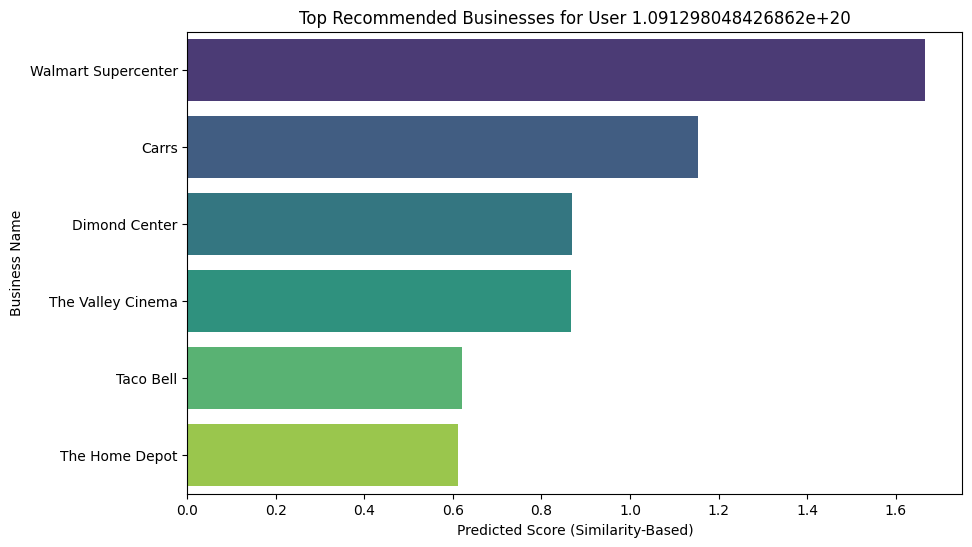 Top Recommended Businesses for User 1.091298048426862e+20
Business Name
Walmart Supercenter
Carrs
Dimond Center
The Valley Cinema
Taco Bell
The Home Depot
0.0 0.2 0.4 0.6 0.8 1.0 1.2 1.4 1.6
Predicted Score (Similarity-Based)